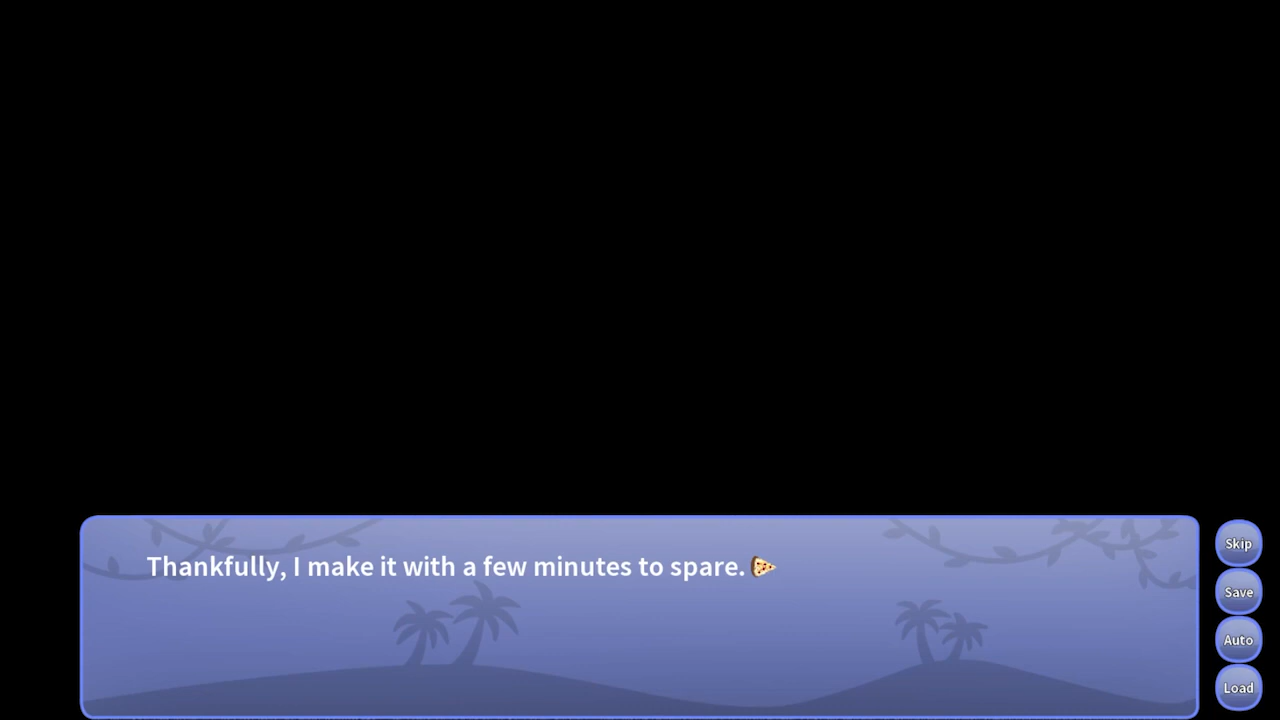 Thankfully, I make it with a few minutes to spare.
Skip
Save
Auto
Load